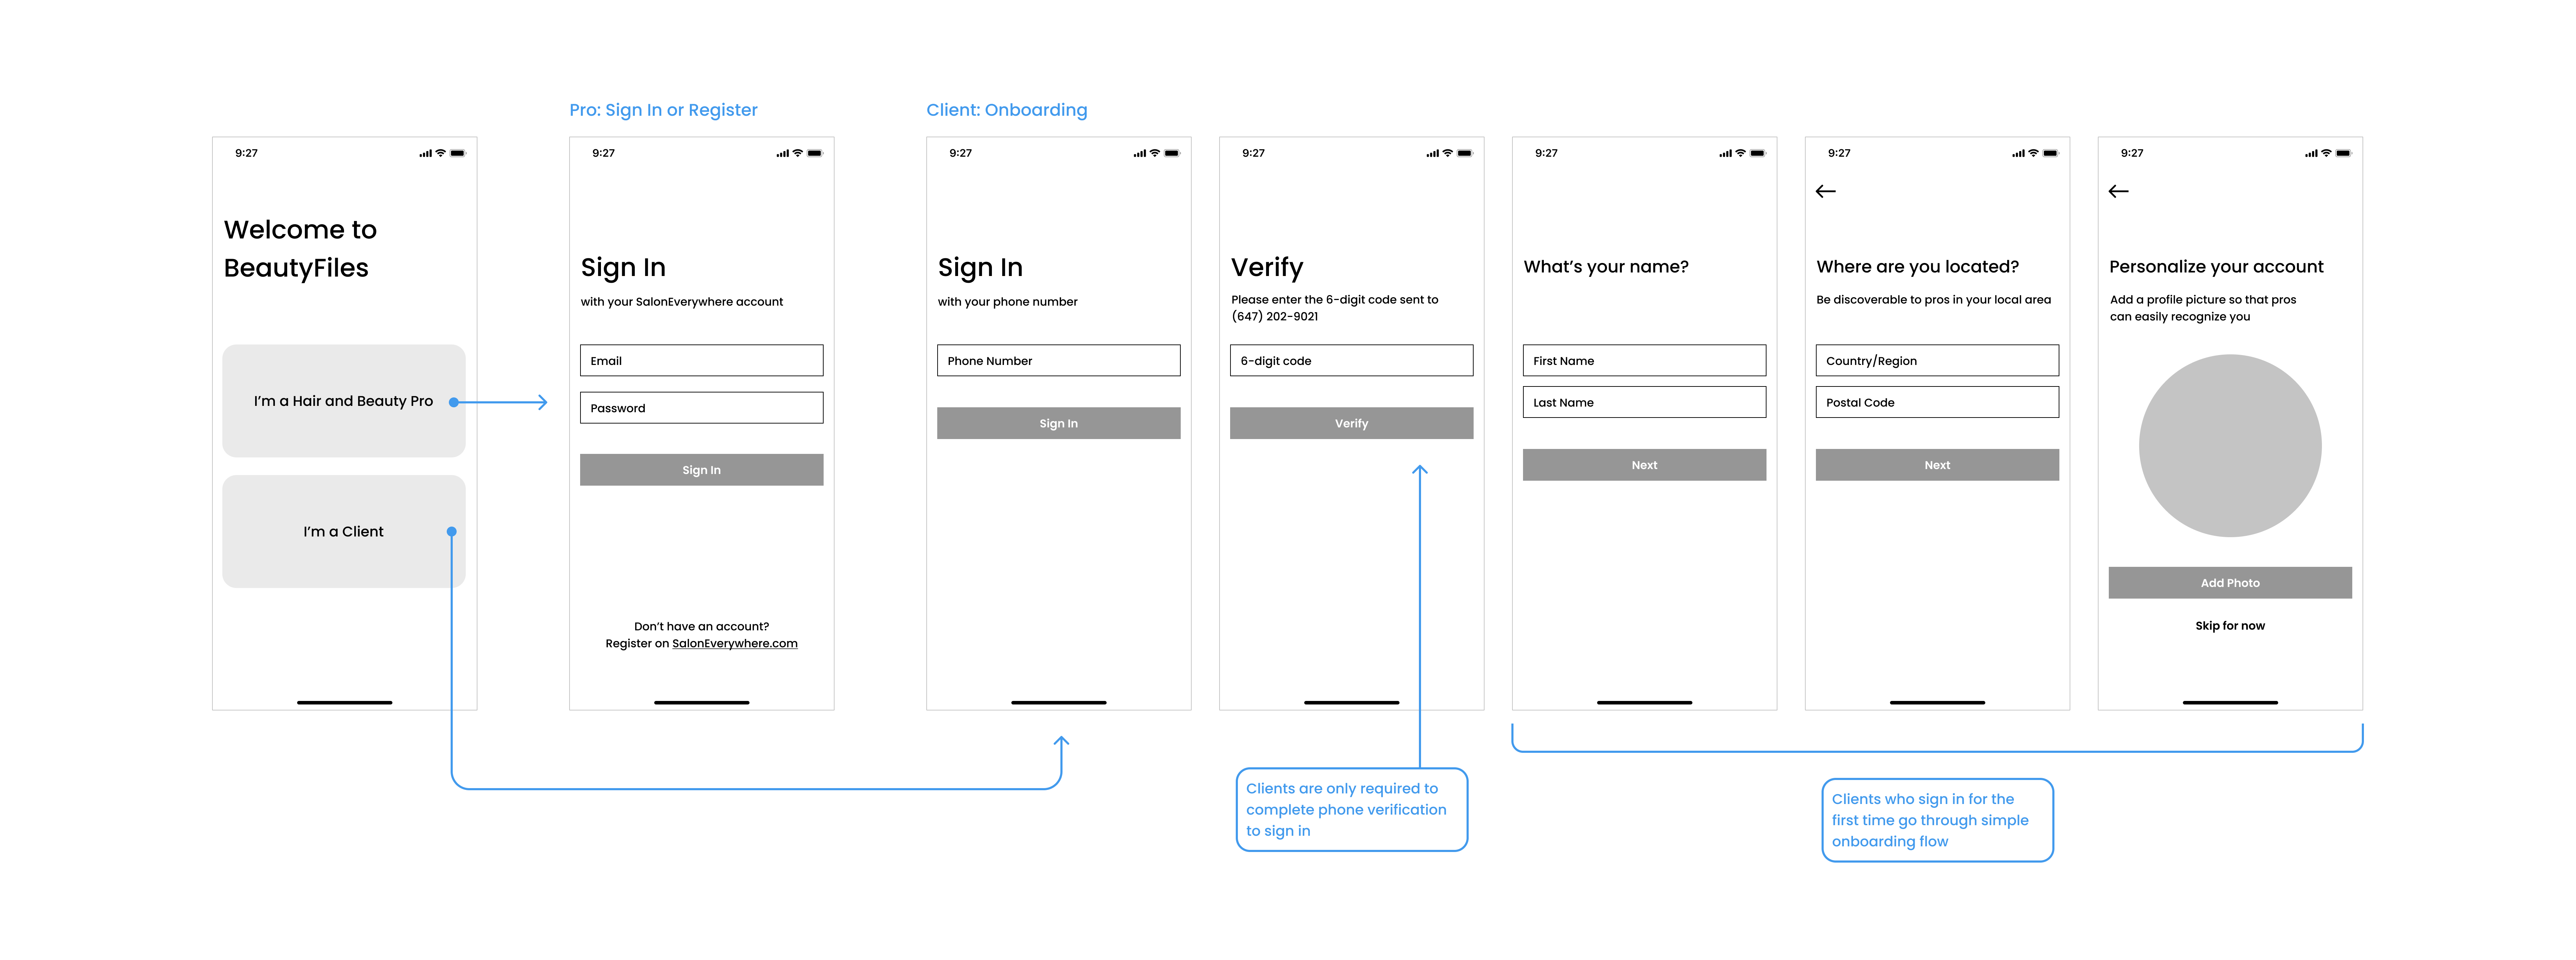 Pro: Sign In or Register
Client: Onboarding
9:27
Welcome to
BeautyFiles
I'm a Hair and Beauty Pro
I'm a Client
9:27
Sign In
with your SalonEverywhere account
Email
Password
Sign In
Don't have an account?
Register on SalonEverywhere.com
9:27
Sign In
with your phone number
Phone Number
Sign In
9:27
Verify
Please enter the 6-digit code sent to
(647) 202-9021
6-digit code
Verify
Clients are only required to
complete phone verification
to sign in
9:27
What's your name?
First Name
Last Name
Next
9:27
Where are you located?
Be discoverable to pros in your local area
Country/Region
Postal Code
Next
9:27
Personalize your account
Add a profile picture so that pros
can easily recognize you
Add Photo
Skip for now
Clients who sign in for the
first time go through simple
onboarding flow